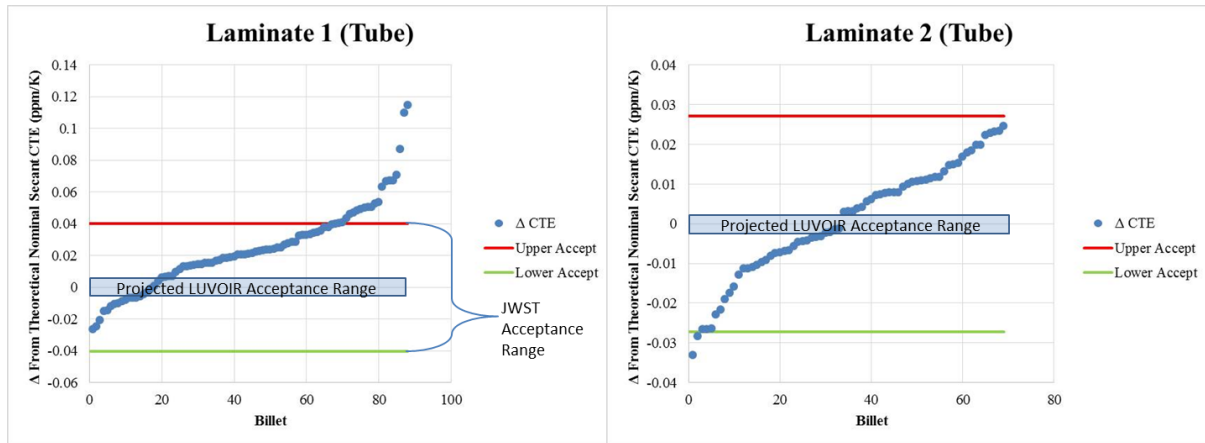 Laminate 1 (Tube)
Δ From Theoretical Nominal Secant CTE (ppm/K)
0.14
0.12
0.1
0.08
0.06
0.04
0.02
0
-0.02
-0.04
-0.06
Projected LUVOIR Acceptance Range
0 20 40 60 80 100
Billet
Δ CTE
Upper Accept
Lower Accept
JWST
Acceptance
Range
Laminate 2 (Tube)
Δ From Theoretical Nominal Secant CTE (ppm/K)
0.04
0.03
0.02
0.01
0
-0.01
-0.02
-0.03
-0.04
Projected LUVOIR Acceptance Range
0 20 40 60 80
Billet
Δ CTE
Upper Accept
Lower Accept